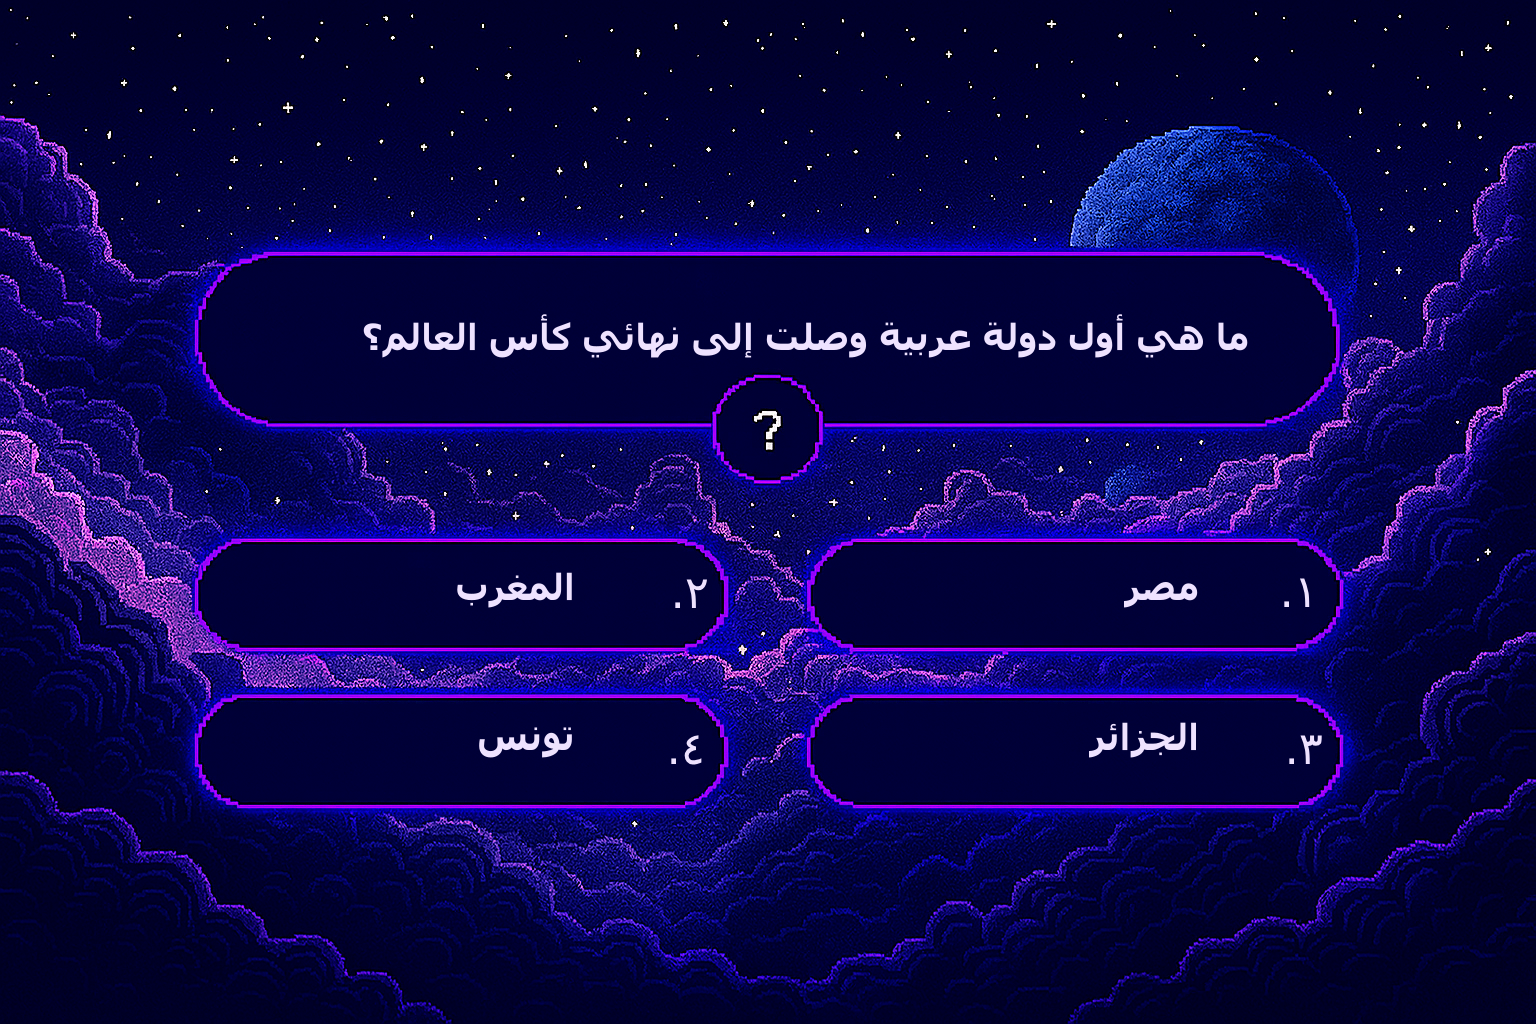 ما هي أول دولة عربية وصلت إلى نهائي كأس العالم؟
?
١. مصر
٢. المغرب
٣. الجزائر
٤. تونس